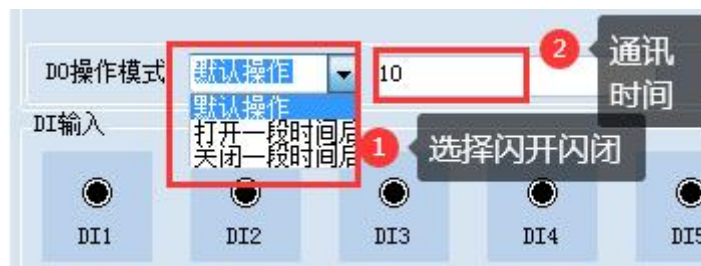 DO操作模式 默认操作 10
② 通讯
时间
默认操作
打开一段时间后
关闭一段时间后
① 选择闪开闪闭
DI输入
DI1 DI2 DI3 DI4 DI5